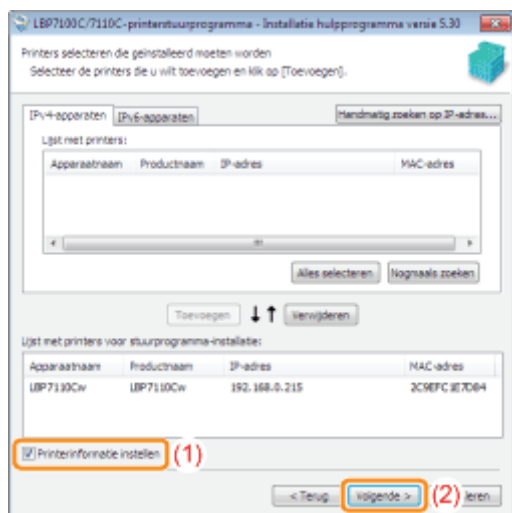 LBP7100C/7110C-printerstuurprogramma - Installatie hulpprogramma versie 5.30
Printers selecteren die geïnstalleerd moeten worden
Selecteer de printers die u wilt toevoegen en klik op [Toevoegen].
IPv4-apparaten IPv6-apparaten Handmatig zoeken op IP-adres...
Lijst met printers:
Apparaatnaam Productnaam IP-adres MAC-adres
Alles selecteren Nogmaals zoeken
Toevoegen Verwijderen
Lijst met printers voor stuurprogramma-installatie:
Apparaatnaam Productnaam IP-adres MAC-adres
LBP7110Cw LBP7110Cw 192.168.0.215 2C9EFC1E7D84
Printerinformatie instellen (1)
< Terug Volgende > (2) leren